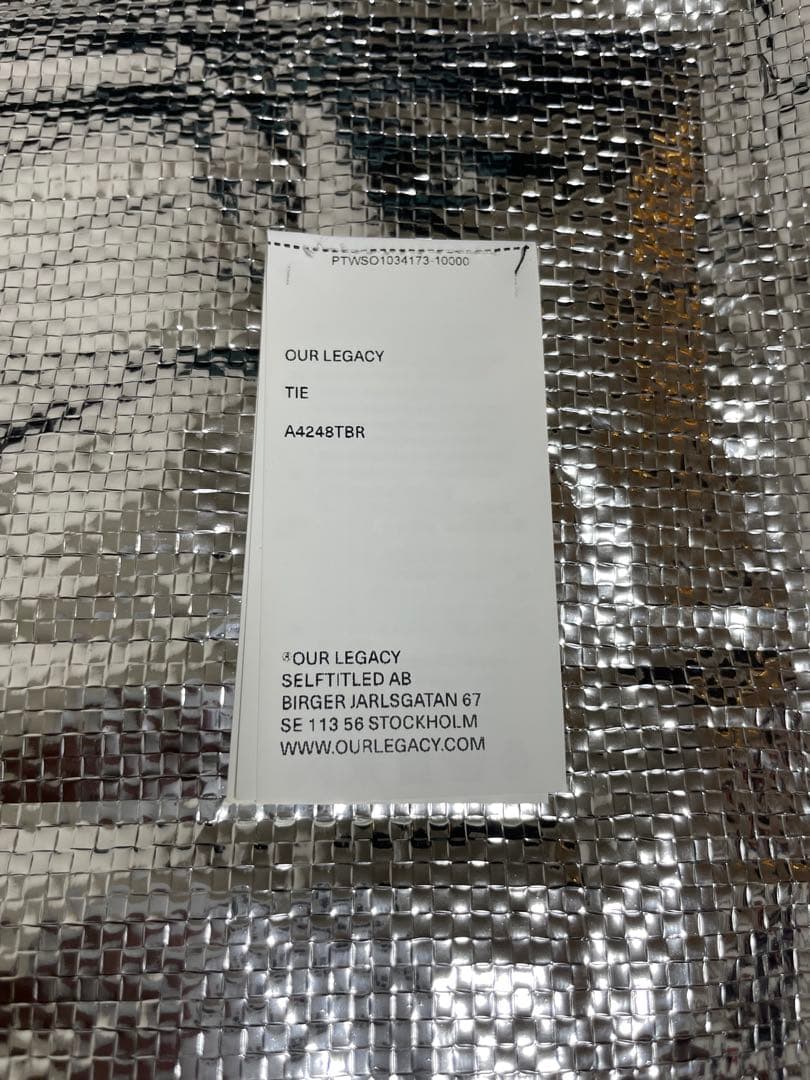 PTWSO1034173-10000
OUR LEGACY
TIE
A4248TBR
OUR LEGACY
SELFTITLED AB
BIRGER JARLSGATAN 67
SE 113 56 STOCKHOLM
WWW.OURLEGACY.COM